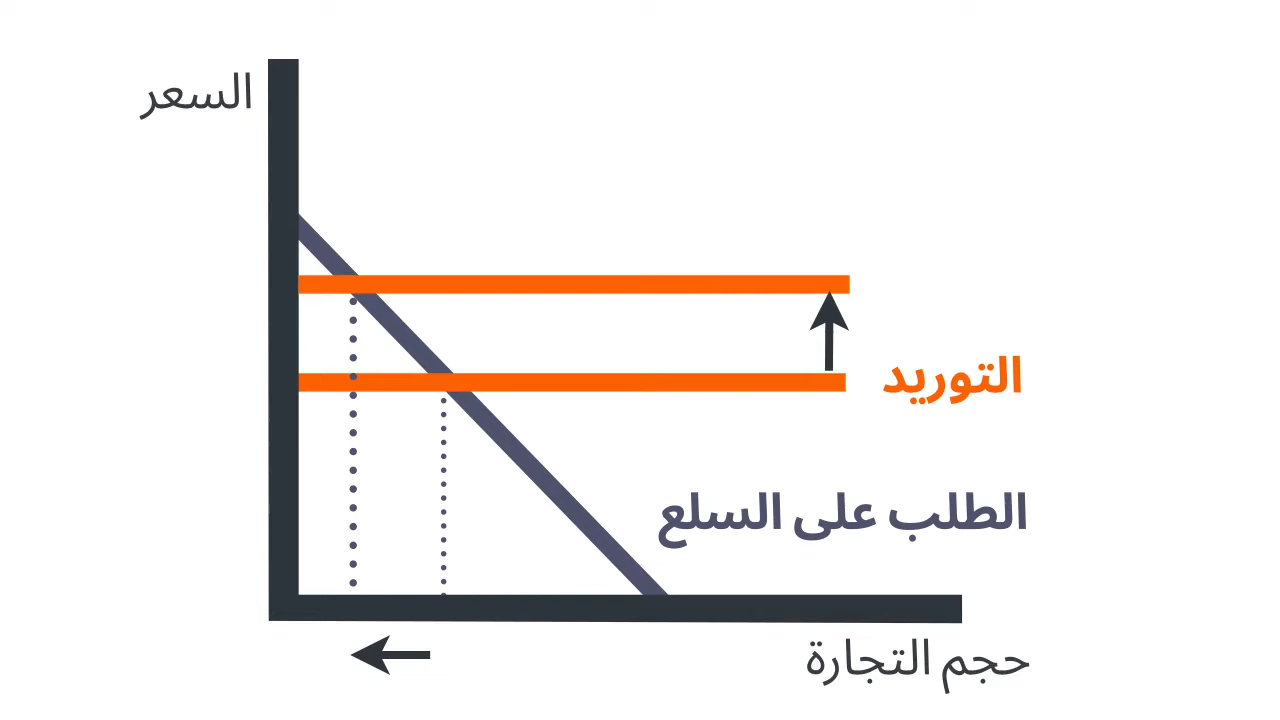 السعر
التوريد
الطلب على السلع
حجم التجارة